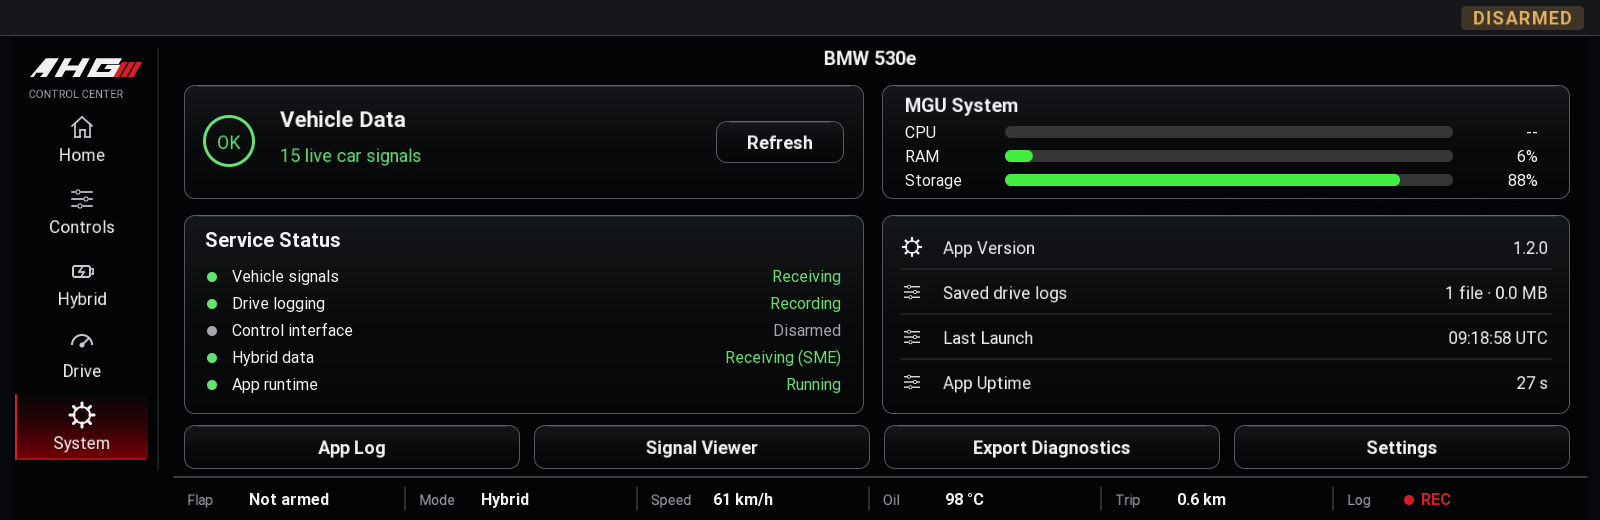 DISARMED
AHG
CONTROL CENTER
Home
Controls
Hybrid
Drive
System
BMW 530e
OK
Vehicle Data
15 live car signals
Refresh
MGU System
CPU --
RAM 6%
Storage 88%
Service Status
Vehicle signals Receiving
Drive logging Recording
Control interface Disarmed
Hybrid data Receiving (SME)
App runtime Running
App Version 1.2.0
Saved drive logs 1 file · 0.0 MB
Last Launch 09:18:58 UTC
App Uptime 27 s
App Log
Signal Viewer
Export Diagnostics
Settings
Flap Not armed
Mode Hybrid
Speed 61 km/h
Oil 98 °C
Trip 0.6 km
Log REC